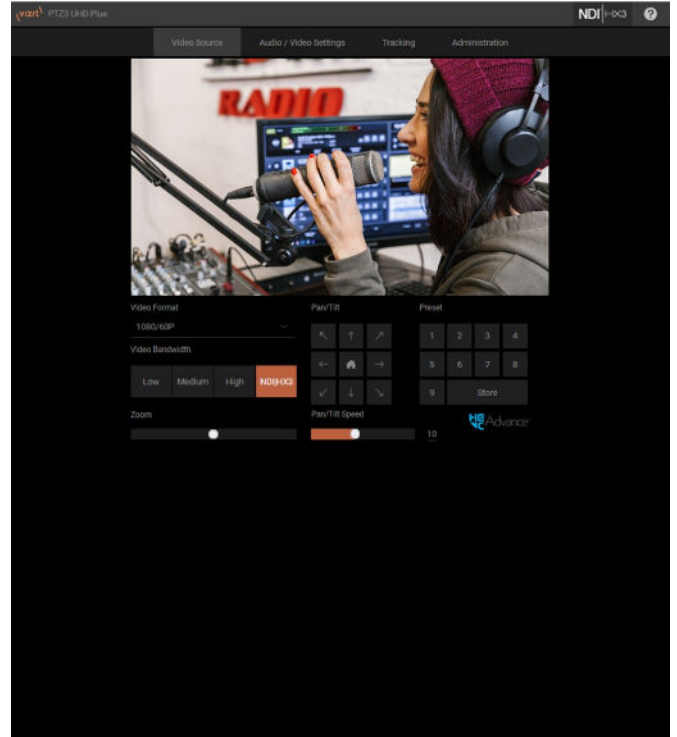 vizrt PTZ3 UHD Plus
NDI HX3 ?
Video Source Audio / Video Settings Tracking Administration
RADIO
Video Format Pan/Tilt Preset
1080/60P
1 2 3 4
Video Bandwidth
5 6 7 8
Low Medium High NDI|HX3
9 Store
Zoom Pan/Tilt Speed
HEVC Advance
10